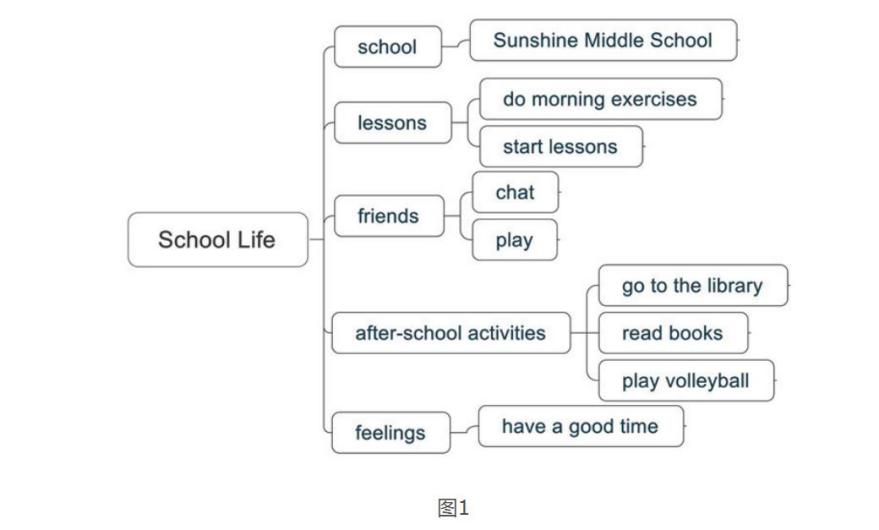 School Life
school
Sunshine Middle School
lessons
do morning exercises
start lessons
friends
chat
play
after-school activities
go to the library
read books
play volleyball
feelings
have a good time
图1